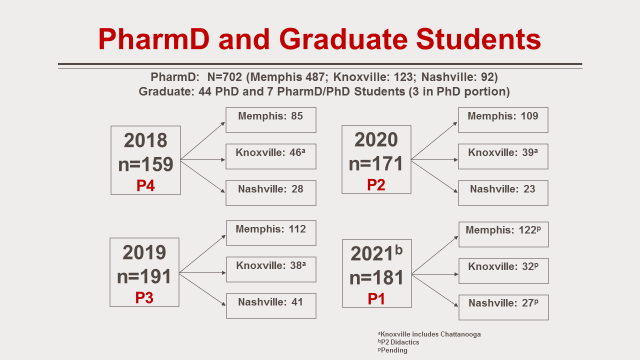 PharmD and Graduate Students
PharmD: N=702 (Memphis 487; Knoxville: 123; Nashville: 92)
Graduate: 44 PhD and 7 PharmD/PhD Students (3 in PhD portion)
2018
n=159
P4
Memphis: 85
Knoxville: 46ᵃ
Nashville: 28
2020
n=171
P2
Memphis: 109
Knoxville: 39ᵃ
Nashville: 23
2019
n=191
P3
Memphis: 112
Knoxville: 38ᵃ
Nashville: 41
2021ᵇ
n=181
P1
Memphis: 122ᵖ
Knoxville: 32ᵖ
Nashville: 27ᵖ
ᵃKnoxville includes Chattanooga
ᵇP2 Didactics
ᵖPending